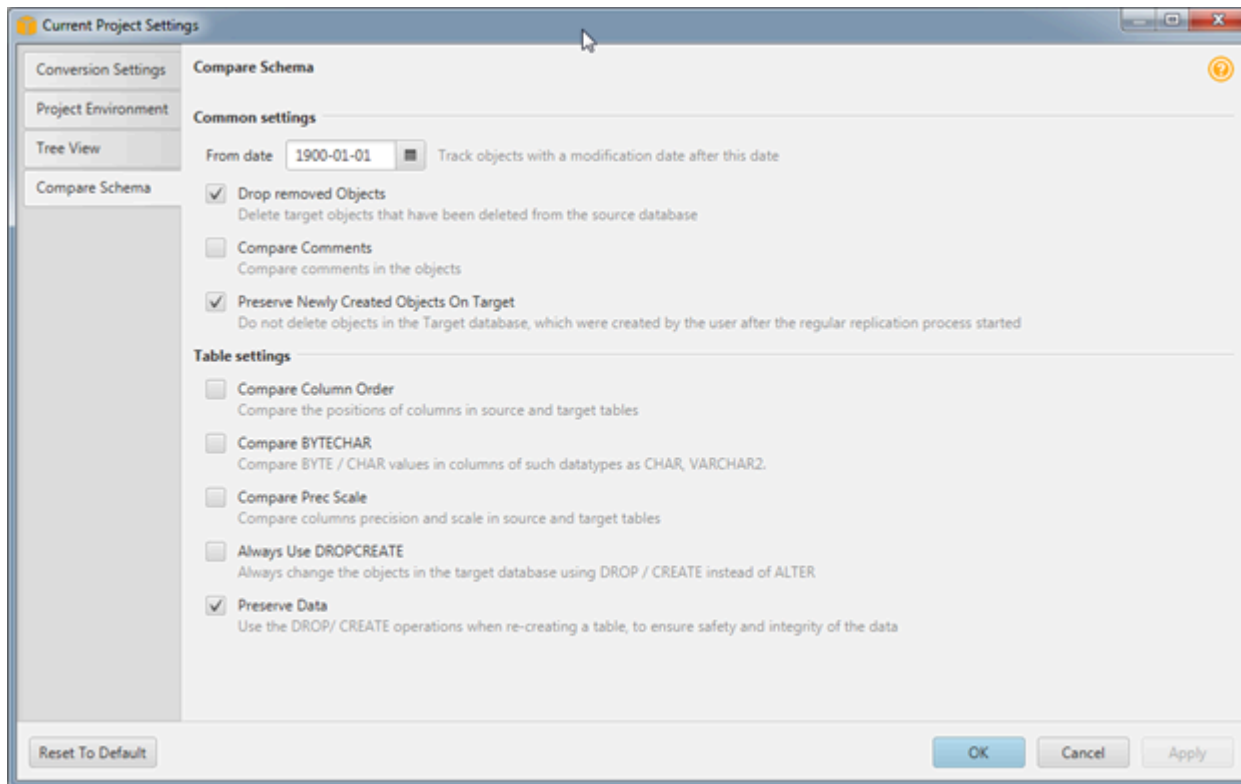 Current Project Settings
Conversion Settings
Project Environment
Tree View
Compare Schema
Compare Schema
Common settings
From date 1900-01-01 Track objects with a modification date after this date
Drop removed Objects
Delete target objects that have been deleted from the source database
Compare Comments
Compare comments in the objects
Preserve Newly Created Objects On Target
Do not delete objects in the Target database, which were created by the user after the regular replication process started
Table settings
Compare Column Order
Compare the positions of columns in source and target tables
Compare BYTECHAR
Compare BYTE / CHAR values in columns of such datatypes as CHAR, VARCHAR2.
Compare Prec Scale
Compare columns precision and scale in source and target tables
Always Use DROPCREATE
Always change the objects in the target database using DROP / CREATE instead of ALTER
Preserve Data
Use the DROP/ CREATE operations when re-creating a table, to ensure safety and integrity of the data
Reset To Default OK Cancel Apply